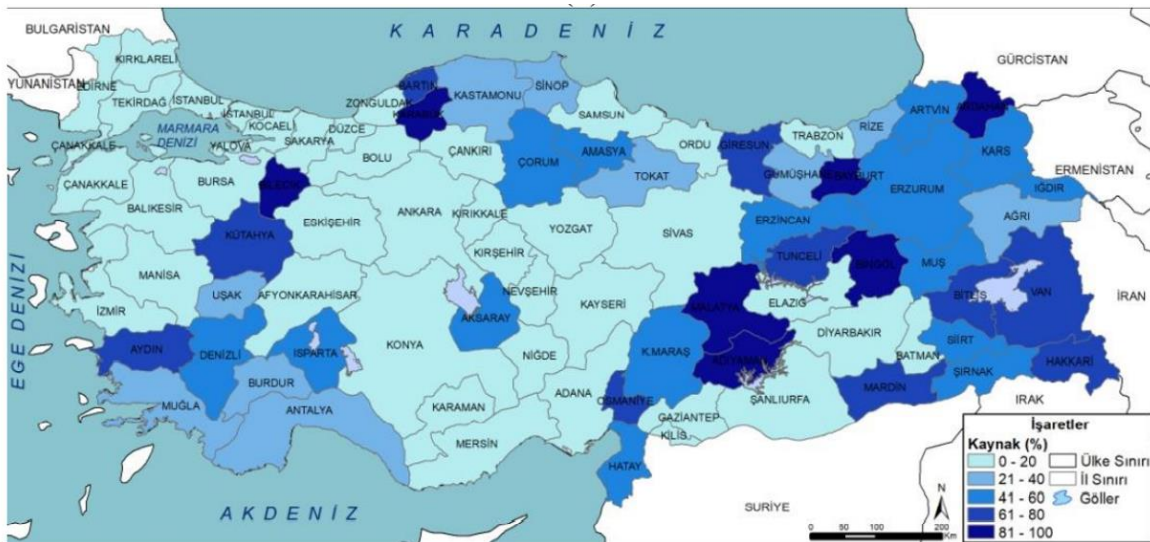 BULGARİSTAN
KARADENİZ
GÜRCİSTAN
KIRKLARELİ
YUNANİSTAN
EDİRNE
TEKİRDAĞ
İSTANBUL
İSTANBUL
KOCAELİ
MARMARA
DENİZİ
YALOVA
SAKARYA
DÜZCE
ZONGULDAK
BARTIN
KARABÜK
KASTAMONU
SİNOP
SAMSUN
ARTVİN
ARDAHAN
RİZE
TRABZON
KARS
ERMENİSTAN
ÇANAKKALE
ÇANAKKALE
BURSA
BİLECİK
BOLU
ÇANKIRI
ÇORUM
AMASYA
ORDU
GİRESUN
GÜMÜŞHANE
BAYBURT
ERZURUM
IĞDIR
BALIKESİR
ESKİŞEHİR
ANKARA
KIRIKKALE
TOKAT
YOZGAT
SİVAS
ERZİNCAN
AĞRI
KÜTAHYA
KIRŞEHİR
TUNCELİ
BİNGÖL
MUŞ
MANİSA
UŞAK
AFYONKARAHİSAR
NEVŞEHİR
KAYSERİ
MALATYA
ELAZIĞ
BİTLİS
VAN
İRAN
İZMİR
EGE DENİZİ
AYDIN
DENİZLİ
ISPARTA
KONYA
AKSARAY
NİĞDE
K.MARAŞ
ADIYAMAN
DİYARBAKIR
BATMAN
SİİRT
ŞIRNAK
HAKKARİ
MARDİN
ŞANLIURFA
MUĞLA
BURDUR
ANTALYA
KARAMAN
MERSİN
ADANA
OSMANİYE
GAZİANTEP
KİLİS
HATAY
IRAK
SURİYE
AKDENİZ
İşaretler
Kaynak (%)
0 - 20
21 - 40
41 - 60
61 - 80
81 - 100
Ülke Sınırı
İl Sınırı
Göller
N
0 50 100 200
Km